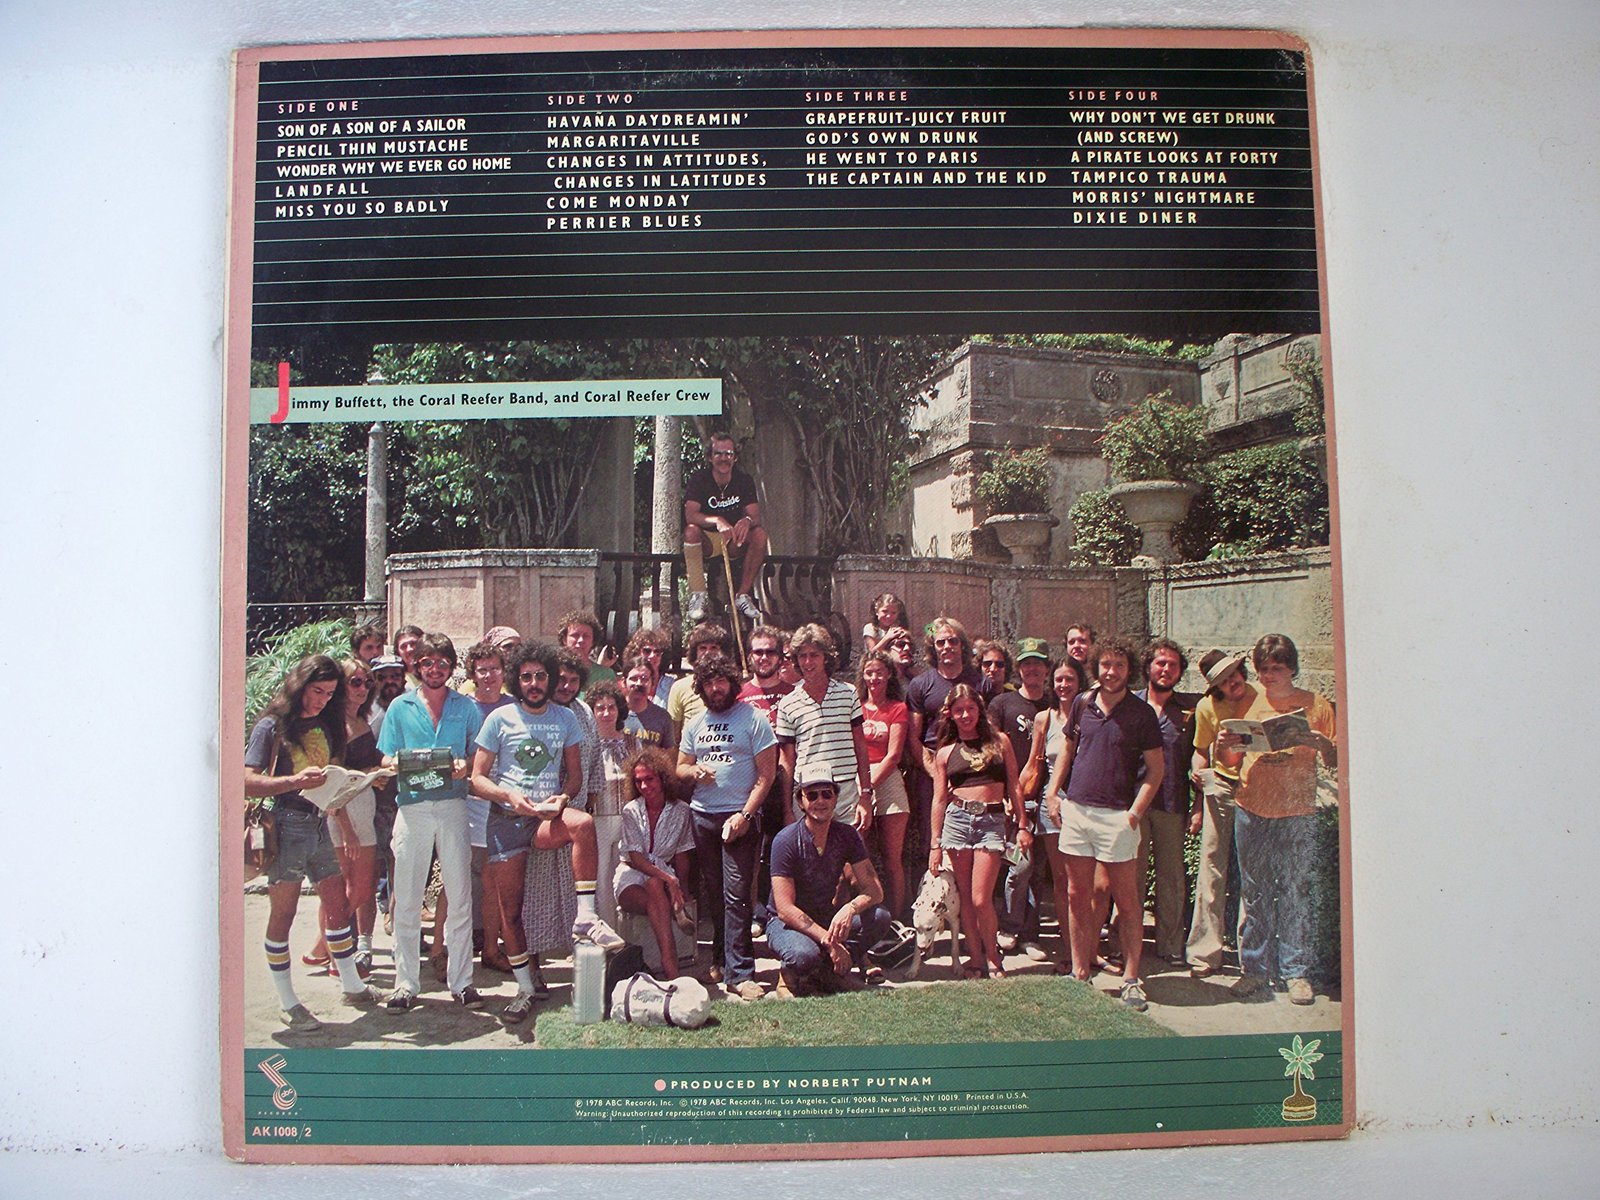 SIDE ONE
SON OF A SON OF A SAILOR
PENCIL THIN MUSTACHE
WONDER WHY WE EVER GO HOME
LANDFALL
MISS YOU SO BADLY
SIDE TWO
HAVAÑA DAYDREAMIN'
MARGARITAVILLE
CHANGES IN ATTITUDES,
CHANGES IN LATITUDES
COME MONDAY
PERRIER BLUES
SIDE THREE
GRAPEFRUIT-JUICY FRUIT
GOD'S OWN DRUNK
HE WENT TO PARIS
THE CAPTAIN AND THE KID
SIDE FOUR
WHY DON'T WE GET DRUNK
(AND SCREW)
A PIRATE LOOKS AT FORTY
TAMPICO TRAUMA
MORRIS' NIGHTMARE
DIXIE DINER
Jimmy Buffett, the Coral Reefer Band, and Coral Reefer Crew
Outside
THE
MOOSE
IS
LOOSE
ANTS
MY
KILL
abc
RECORDS
PRODUCED BY NORBERT PUTNAM
℗ 1978 ABC Records, Inc. © 1978 ABC Records, Inc. Los Angeles, Calif. 90048. New York, NY 10019. Printed in U.S.A.
Warning: Unauthorized reproduction of this recording is prohibited by Federal law and subject to criminal prosecution.
AK 1008/2